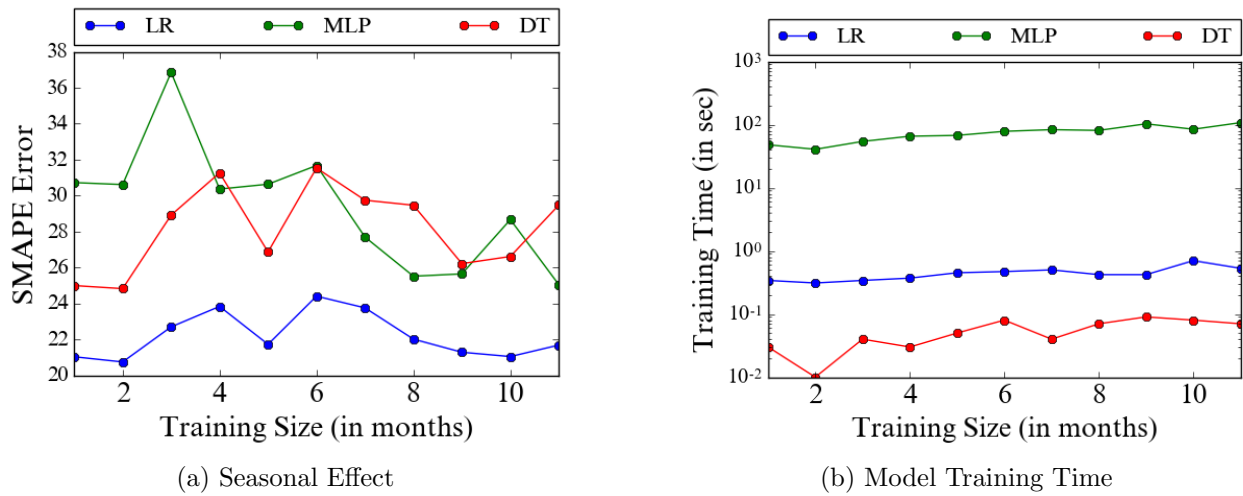 LR MLP DT
38
36
34
32
30
28
26
24
22
20
SMAPE Error
2 4 6 8 10
Training Size (in months)
(a) Seasonal Effect
LR MLP DT
10³
10²
10¹
10⁰
10⁻¹
10⁻²
Training Time (in sec)
2 4 6 8 10
Training Size (in months)
(b) Model Training Time